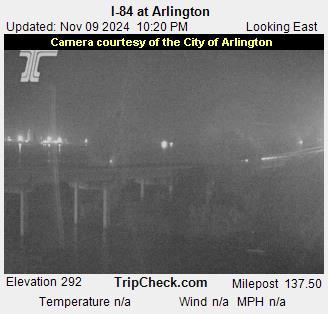 I-84 at Arlington
Updated: Nov 09 2024 10:20 PM Looking East
Camera courtesy of the City of Arlington
Elevation 292 TripCheck.com Milepost 137.50
Temperature n/a Wind n/a MPH n/a